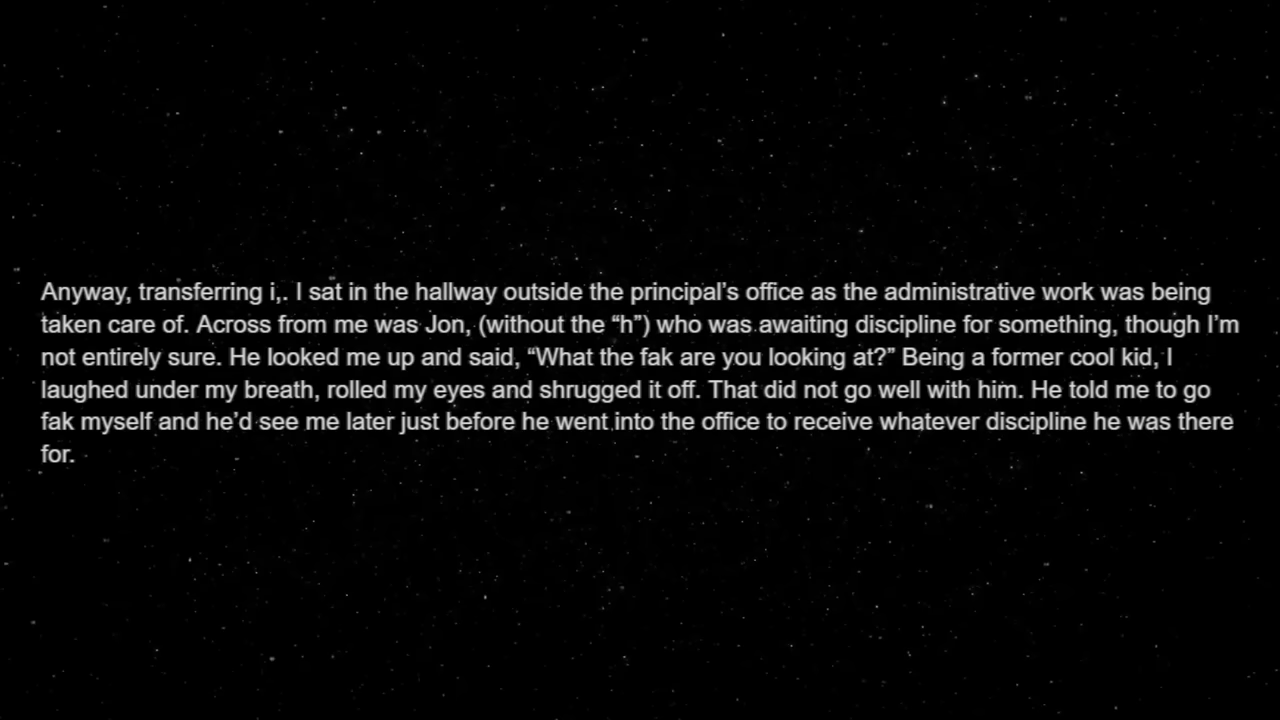 Anyway, transferring i,. I sat in the hallway outside the principal’s office as the administrative work was being
taken care of. Across from me was Jon, (without the “h”) who was awaiting discipline for something, though I’m
not entirely sure. He looked me up and said, “What the fak are you looking at?” Being a former cool kid, I
laughed under my breath, rolled my eyes and shrugged it off. That did not go well with him. He told me to go
fak myself and he’d see me later just before he went into the office to receive whatever discipline he was there
for.